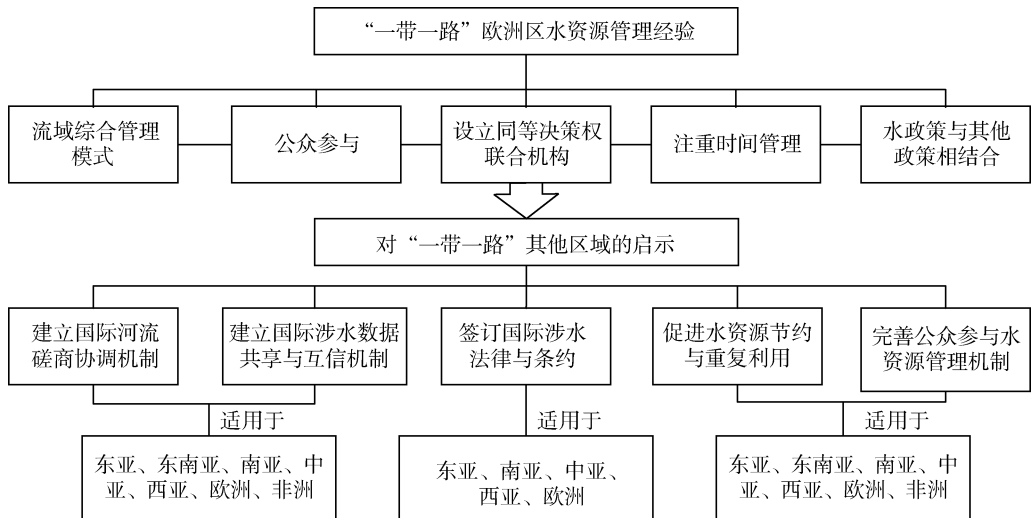 “一带一路”欧洲区水资源管理经验
流域综合管理
模式
公众参与
设立同等决策权
联合机构
注重时间管理
水政策与其他
政策相结合
对“一带一路”其他区域的启示
建立国际河流
磋商协调机制
建立国际涉水数据
共享与互信机制
签订国际涉水
法律与条约
促进水资源节约
与重复利用
完善公众参与水
资源管理机制
适用于
适用于
适用于
东亚、东南亚、南亚、中
亚、西亚、欧洲、非洲
东亚、南亚、中亚、
西亚、欧洲
东亚、东南亚、南亚、中
亚、西亚、欧洲、非洲